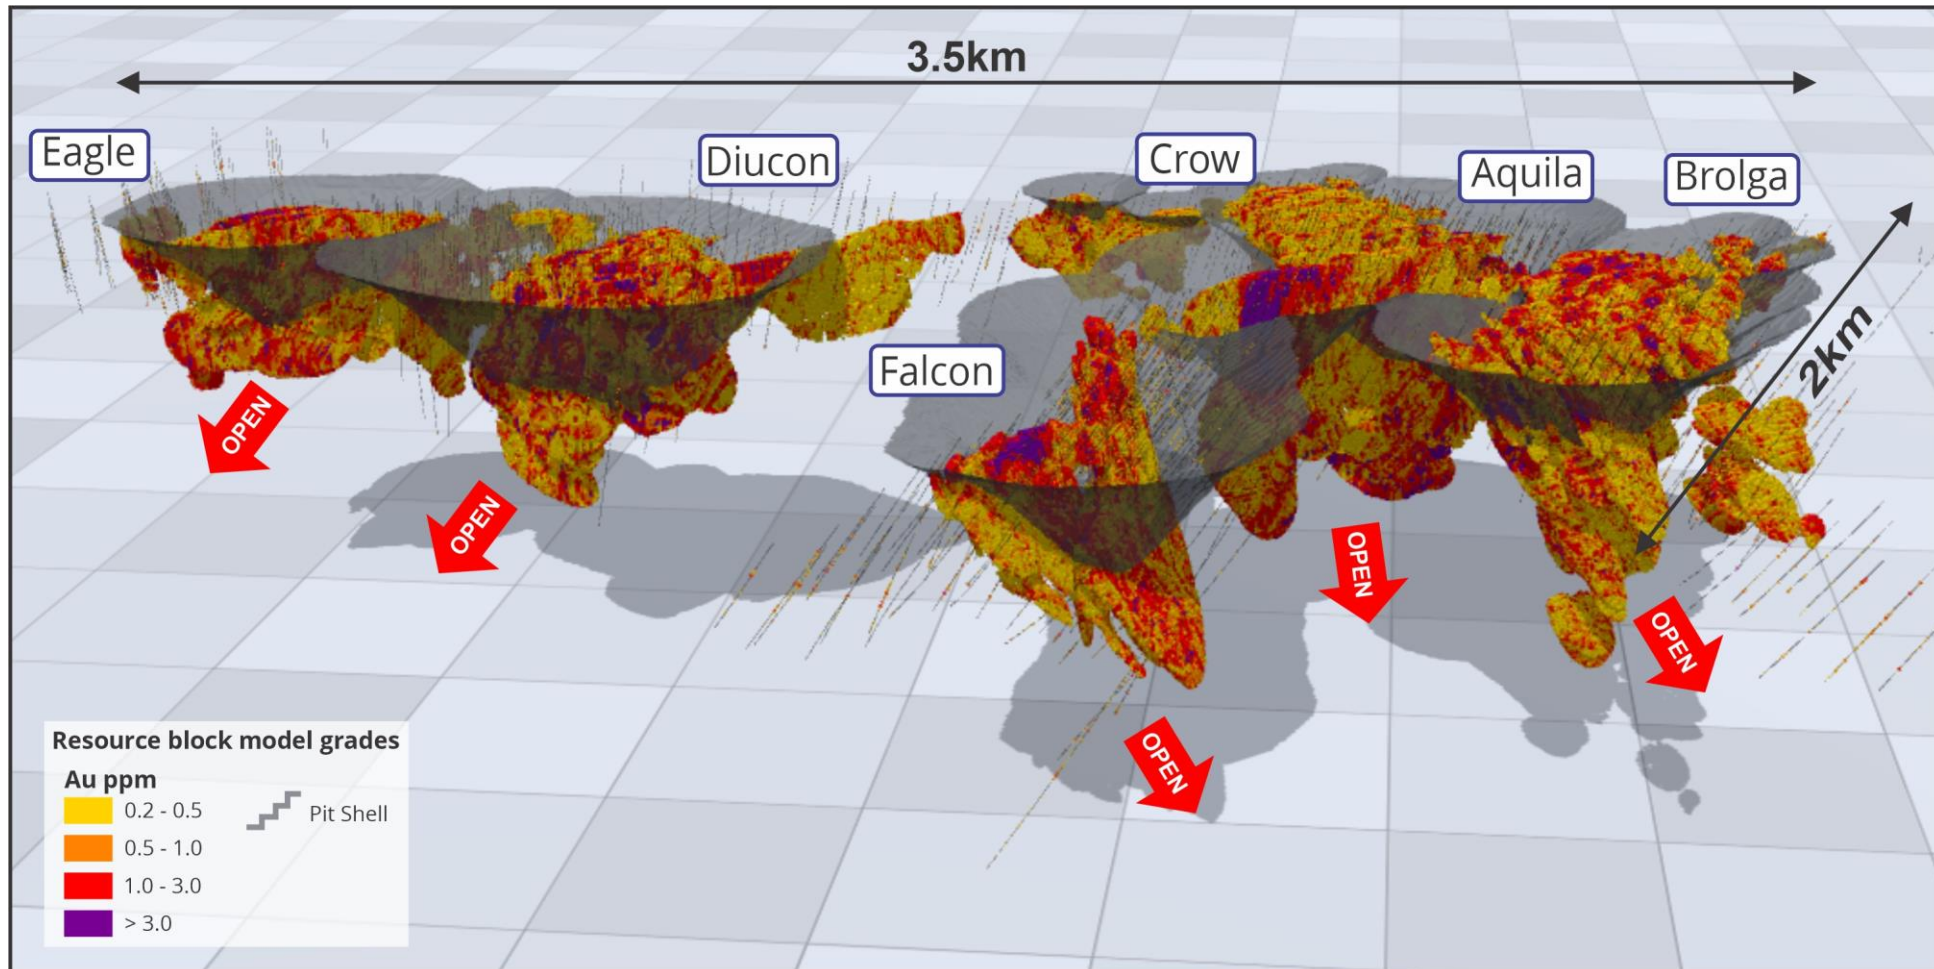 3.5km
Eagle
Diucon
Crow
Aquila
Brolga
2km
Falcon
OPEN
OPEN
OPEN
OPEN
OPEN
Resource block model grades
Au ppm
0.2 - 0.5
Pit Shell
0.5 - 1.0
1.0 - 3.0
> 3.0